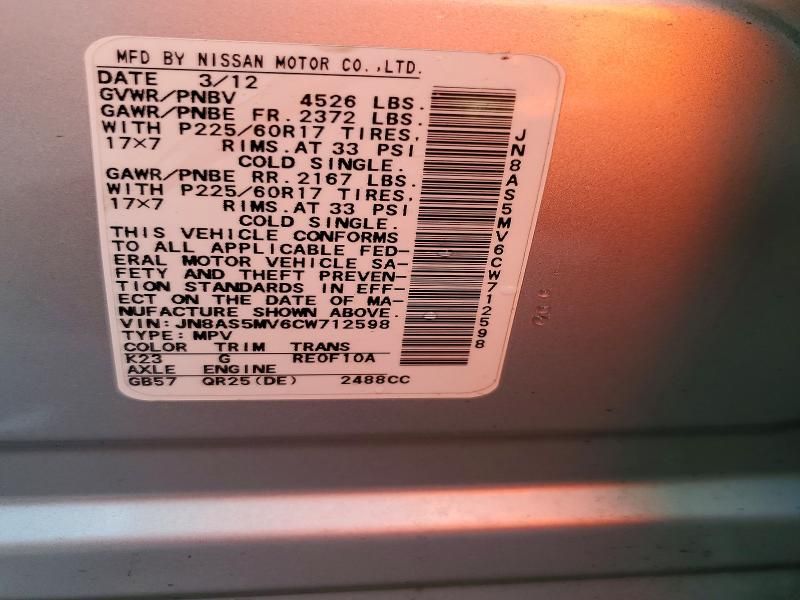 MFD BY NISSAN MOTOR CO.,LTD.
DATE 3/12
GVWR/PNBV 4526 LBS.
GAWR/PNBE FR.2372 LBS.
WITH P225/60R17 TIRES,
17×7 RIMS.AT 33 PSI
COLD SINGLE.
GAWR/PNBE RR.2167 LBS.
WITH P225/60R17 TIRES,
17×7 RIMS.AT 33 PSI
COLD SINGLE.
THIS VEHICLE CONFORMS
TO ALL APPLICABLE FED-
ERAL MOTOR VEHICLE SA-
FETY AND THEFT PREVEN-
TION STANDARDS IN EFF-
ECT ON THE DATE OF MA-
NUFACTURE SHOWN ABOVE.
VIN: JN8AS5MV6CW712598
TYPE: MPV
COLOR TRIM TRANS
K23 G RE0F10A
AXLE ENGINE
GB57 QR25(DE) 2488CC
JN8AS5MV6CW712598